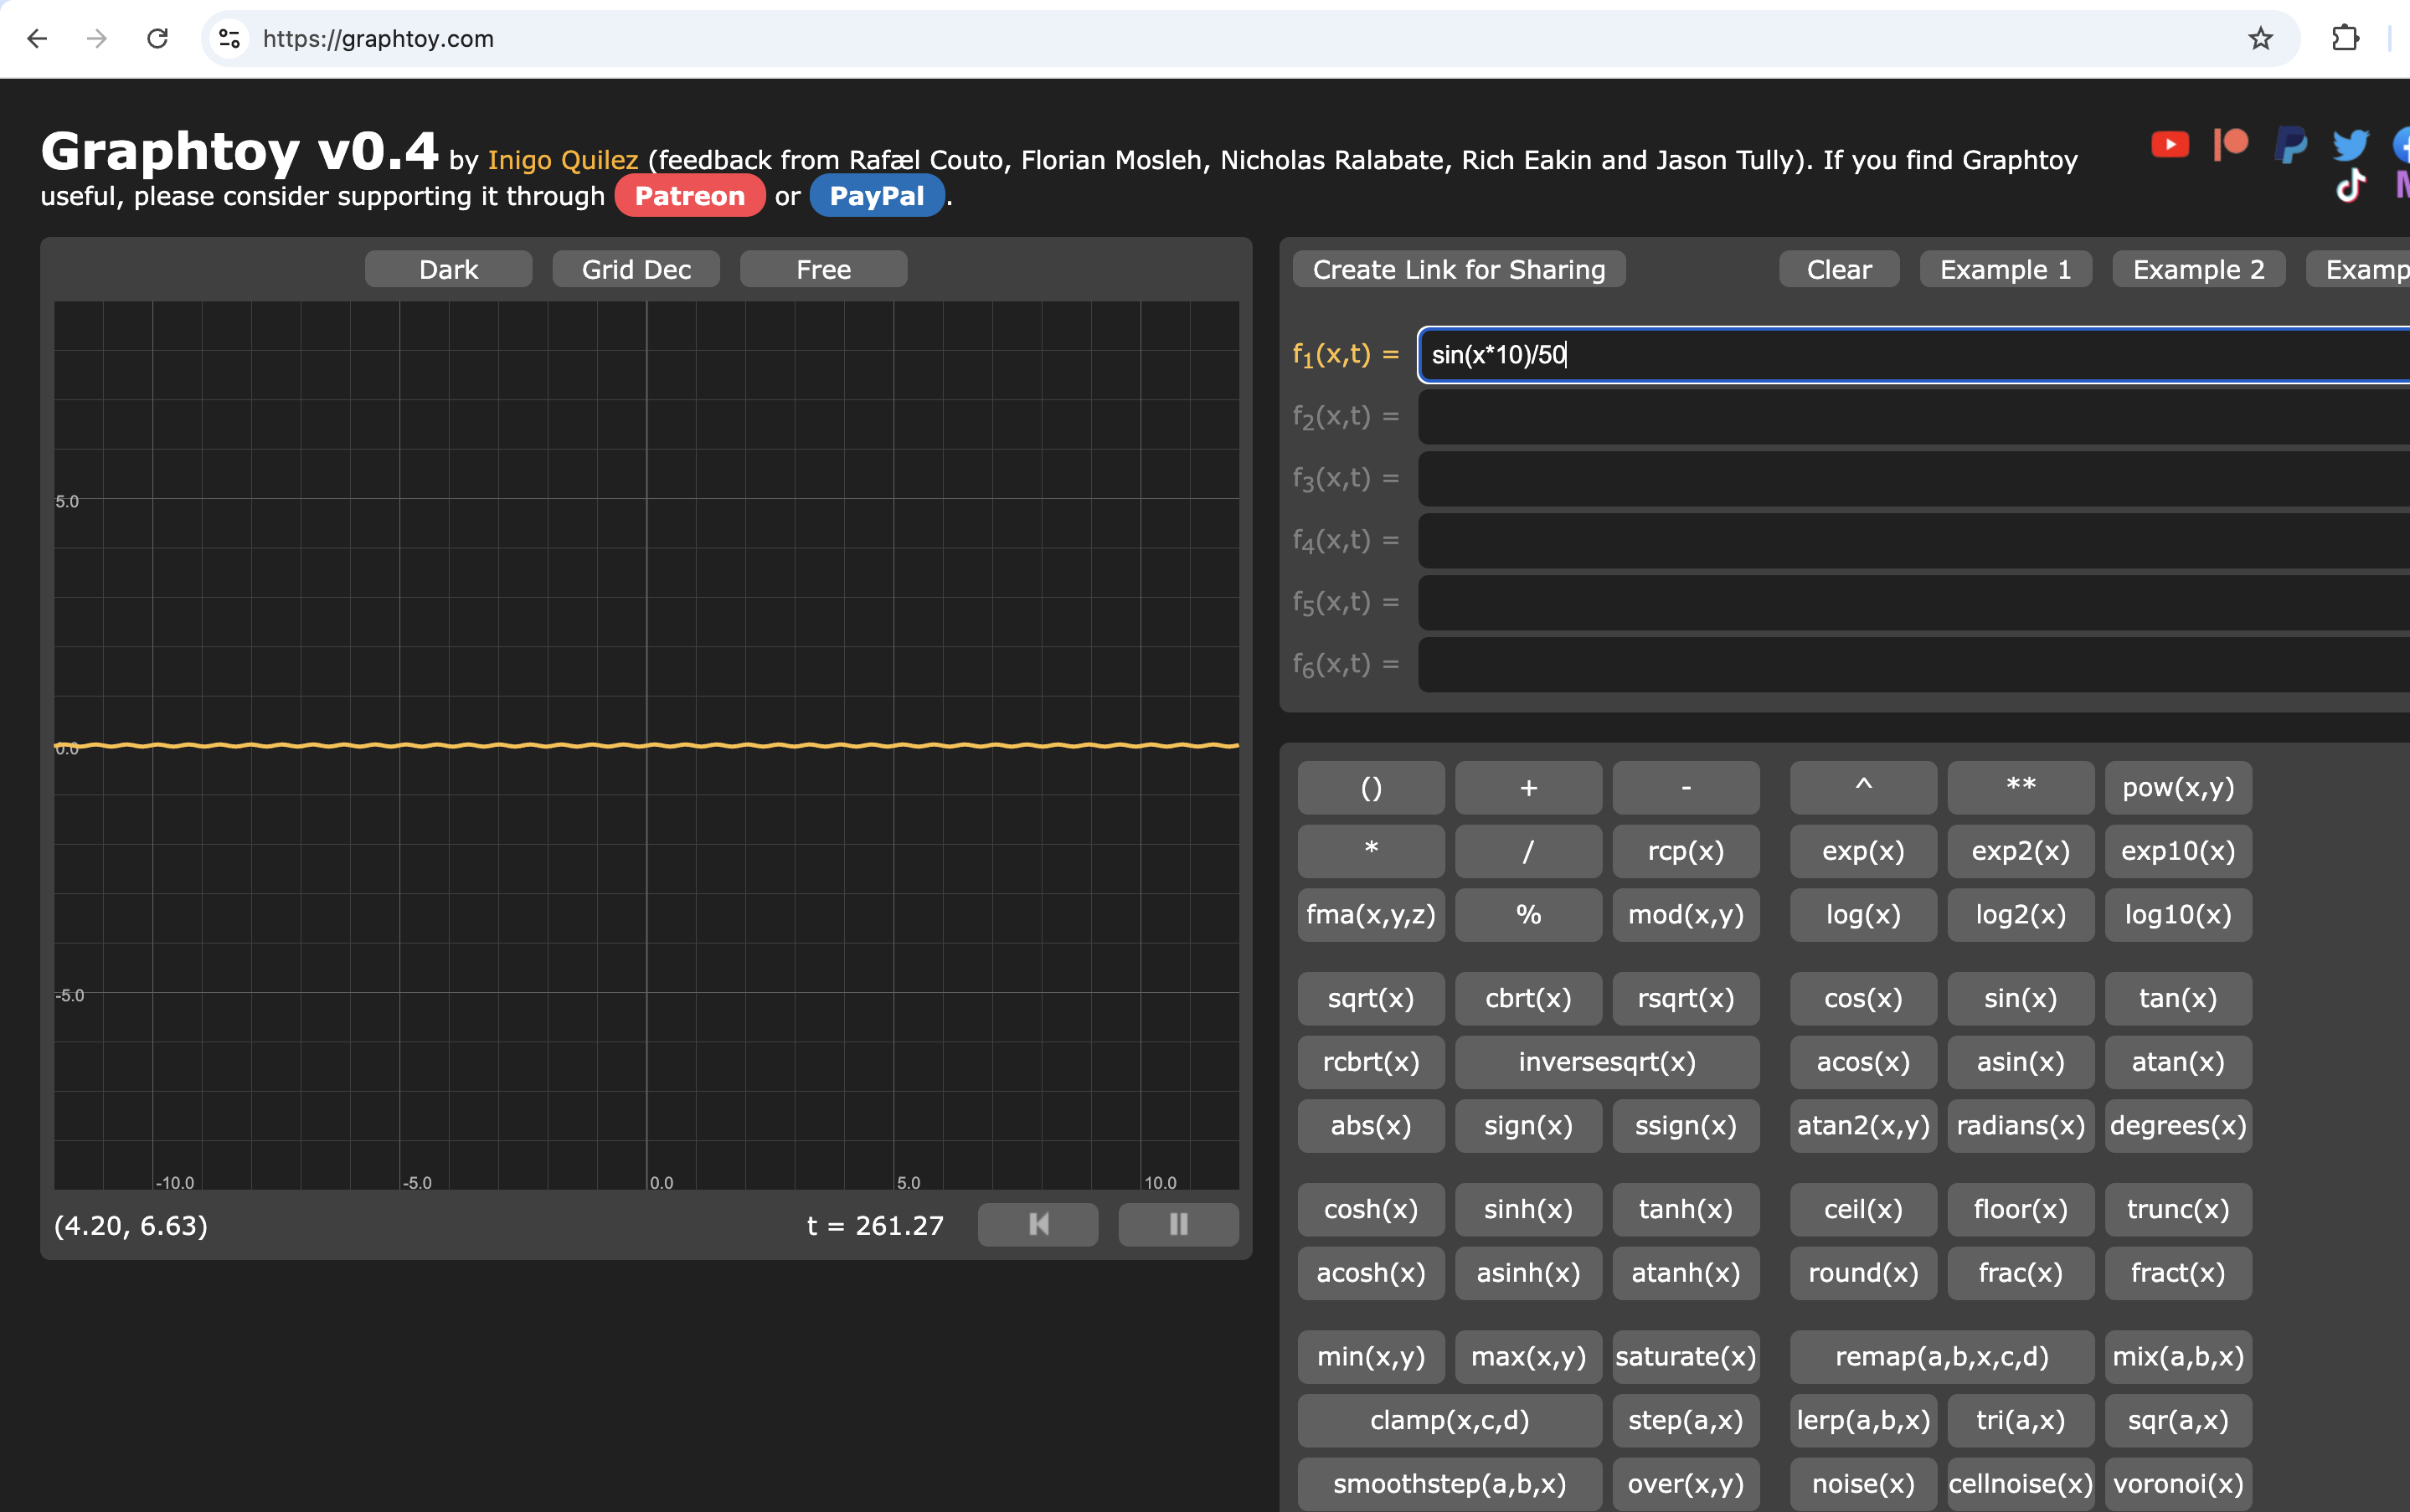 https://graphtoy.com
Graphtoy v0.4 by Inigo Quilez (feedback from Rafæl Couto, Florian Mosleh, Nicholas Ralabate, Rich Eakin and Jason Tully). If you find Graphtoy
useful, please consider supporting it through Patreon or PayPal.
Dark Grid Dec Free
5.0
0.0
-5.0
-10.0 -5.0 0.0 5.0 10.0
(4.20, 6.63) t = 261.27
Create Link for Sharing Clear Example 1 Example 2 Examp
f1(x,t) = sin(x*10)/50
f2(x,t) =
f3(x,t) =
f4(x,t) =
f5(x,t) =
f6(x,t) =
() + - ^ ** pow(x,y)
* / rcp(x) exp(x) exp2(x) exp10(x)
fma(x,y,z) % mod(x,y) log(x) log2(x) log10(x)
sqrt(x) cbrt(x) rsqrt(x) cos(x) sin(x) tan(x)
rcbrt(x) inversesqrt(x) acos(x) asin(x) atan(x)
abs(x) sign(x) ssign(x) atan2(x,y) radians(x) degrees(x)
cosh(x) sinh(x) tanh(x) ceil(x) floor(x) trunc(x)
acosh(x) asinh(x) atanh(x) round(x) frac(x) fract(x)
min(x,y) max(x,y) saturate(x) remap(a,b,x,c,d) mix(a,b,x)
clamp(x,c,d) step(a,x) lerp(a,b,x) tri(a,x) sqr(a,x)
smoothstep(a,b,x) over(x,y) noise(x) cellnoise(x) voronoi(x)